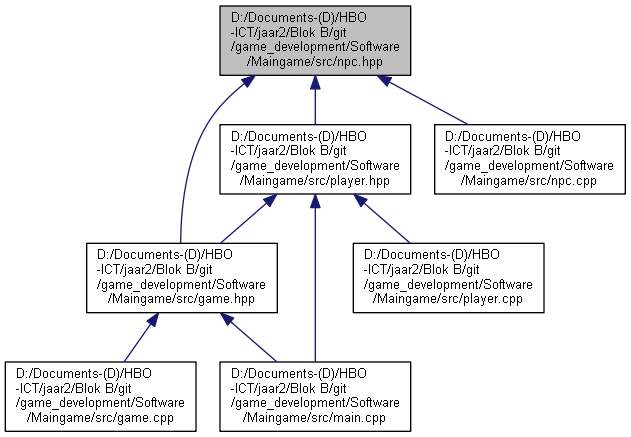 D:/Documents-(D)/HBO
-ICT/jaar2/Blok B/git
/game_development/Software
/Maingame/src/npc.hpp
D:/Documents-(D)/HBO
-ICT/jaar2/Blok B/git
/game_development/Software
/Maingame/src/player.hpp
D:/Documents-(D)/HBO
-ICT/jaar2/Blok B/git
/game_development/Software
/Maingame/src/npc.cpp
D:/Documents-(D)/HBO
-ICT/jaar2/Blok B/git
/game_development/Software
/Maingame/src/game.hpp
D:/Documents-(D)/HBO
-ICT/jaar2/Blok B/git
/game_development/Software
/Maingame/src/player.cpp
D:/Documents-(D)/HBO
-ICT/jaar2/Blok B/git
/game_development/Software
/Maingame/src/game.cpp
D:/Documents-(D)/HBO
-ICT/jaar2/Blok B/git
/game_development/Software
/Maingame/src/main.cpp